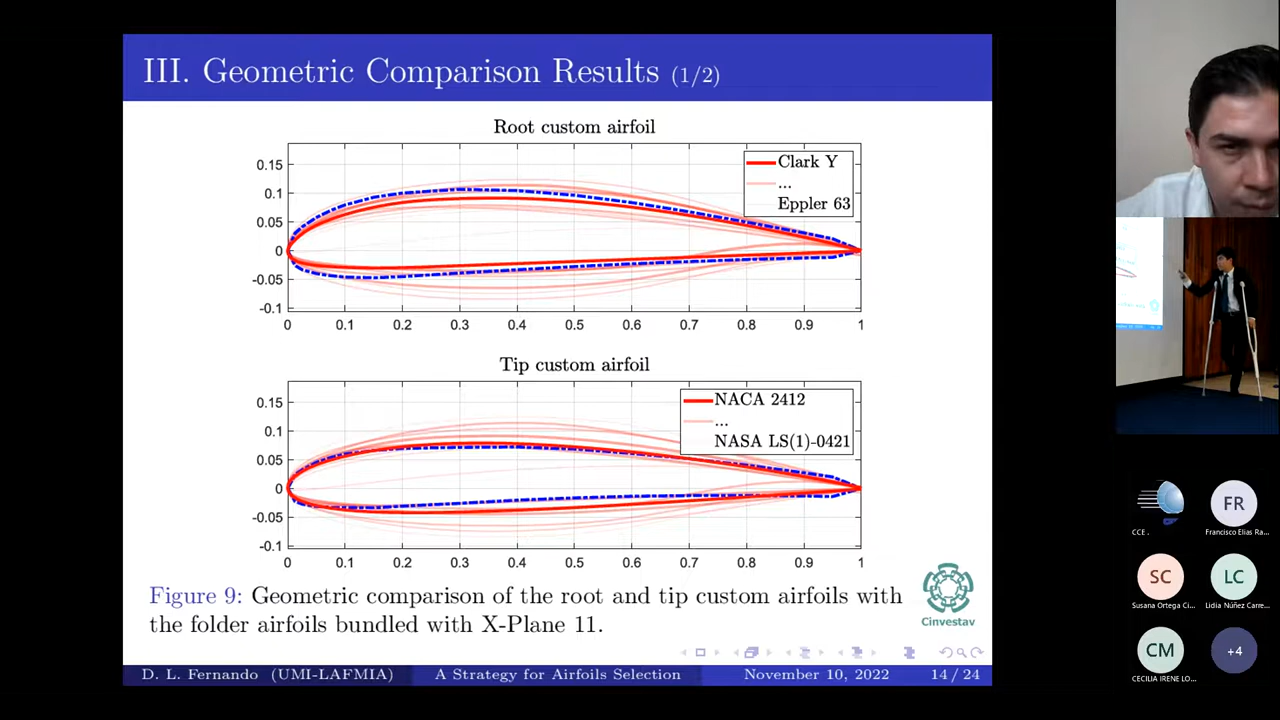 III. Geometric Comparison Results (1/2)
Root custom airfoil
0.15
0.1
0.05
0
-0.05
-0.1
0 0.1 0.2 0.3 0.4 0.5 0.6 0.7 0.8 0.9 1
Clark Y
...
Eppler 63
Tip custom airfoil
0.15
0.1
0.05
0
-0.05
-0.1
0 0.1 0.2 0.3 0.4 0.5 0.6 0.7 0.8 0.9 1
NACA 2412
...
NASA LS(1)-0421
Figure 9: Geometric comparison of the root and tip custom airfoils with
the folder airfoils bundled with X-Plane 11.
Cinvestav
D. L. Fernando (UMI-LAFMIA) A Strategy for Airfoils Selection November 10, 2022 14 / 24
CCE .
FR
Francisco Elias Ra...
SC
Susana Ortega Ci...
LC
Lidia Núñez Carre...
CM
CECILIA IRENE LO...
+4